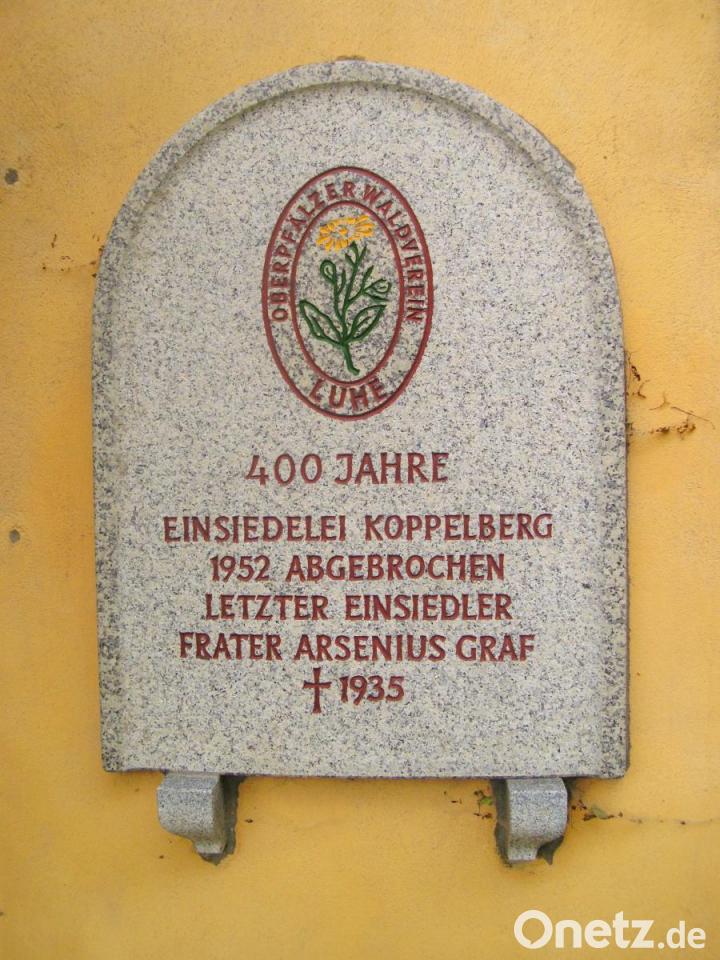 OBERPFÄLZER WALDVEREIN
LUHE
400 JAHRE
EINSIEDELEI KOPPELBERG
1952 ABGEBROCHEN
LETZTER EINSIEDLER
FRATER ARSENIUS GRAF
† 1935
Onetz.de